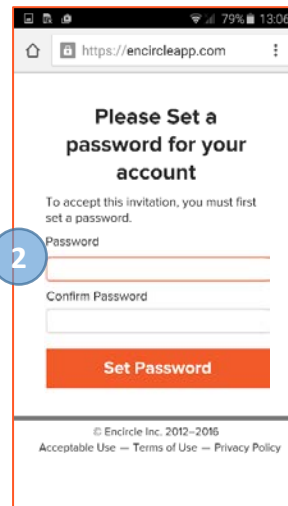 79% 13:06
https://encircleapp.com
Please Set a
password for your
account
To accept this invitation, you must first
set a password.
Password
2
Confirm Password
Set Password
© Encircle Inc. 2012–2016
Acceptable Use — Terms of Use — Privacy Policy